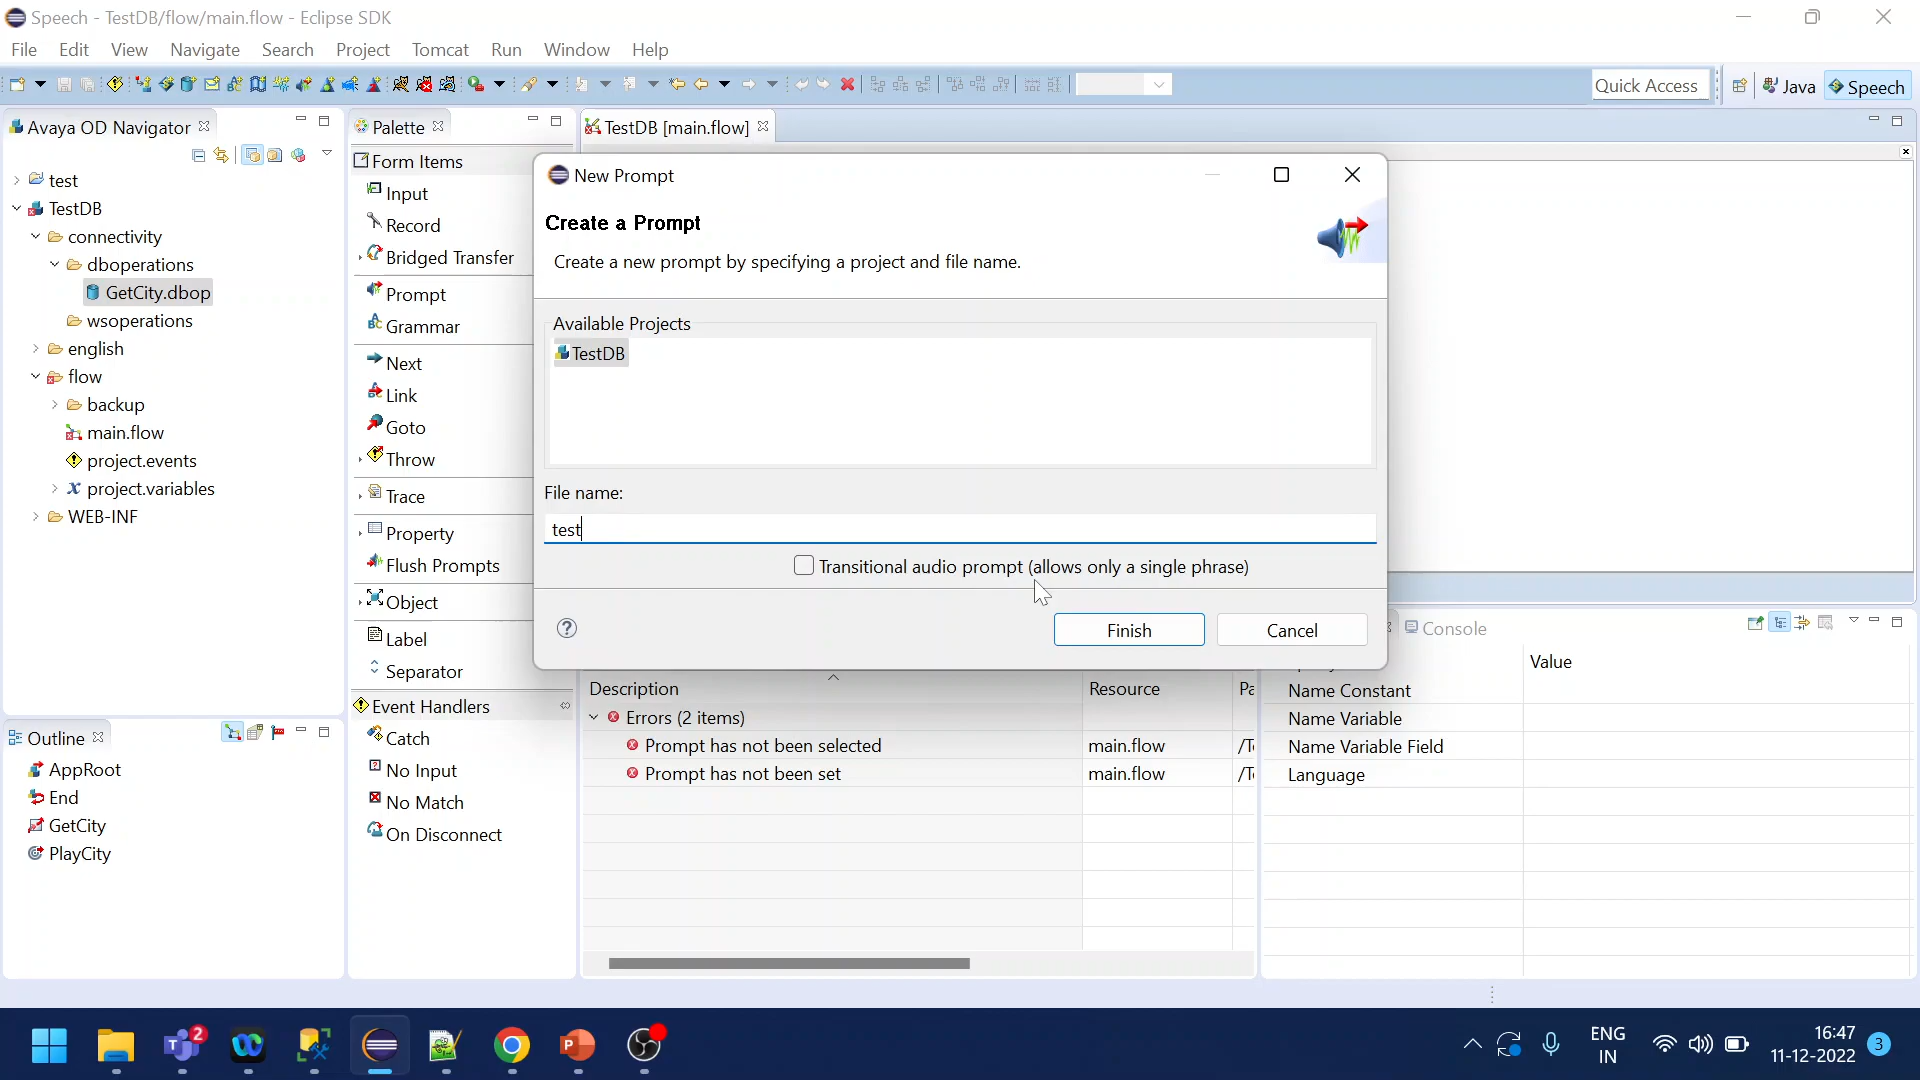 Speech - TestDB/flow/main.flow - Eclipse SDK
File Edit View Navigate Search Project Tomcat Run Window Help
Quick Access Java Speech
Avaya OD Navigator
test
TestDB
connectivity
dboperations
GetCity.dbop
wsoperations
english
flow
backup
main.flow
project.events
project.variables
WEB-INF
Palette
Form Items
Input
Record
Bridged Transfer
Prompt
Grammar
Next
Link
Goto
Throw
Trace
Property
Flush Prompts
Object
Label
Separator
Event Handlers
Catch
No Input
No Match
On Disconnect
TestDB [main.flow]
New Prompt
Create a Prompt
Create a new prompt by specifying a project and file name.
Available Projects
TestDB
File name:
test
Transitional audio prompt (allows only a single phrase)
Finish Cancel
Outline
AppRoot
End
GetCity
PlayCity
Description Resource Pa
Errors (2 items)
Prompt has not been selected main.flow
Prompt has not been set main.flow
Console
Value
Name Constant
Name Variable
Name Variable Field
Language
2
ENG
IN
16:47
11-12-2022
3